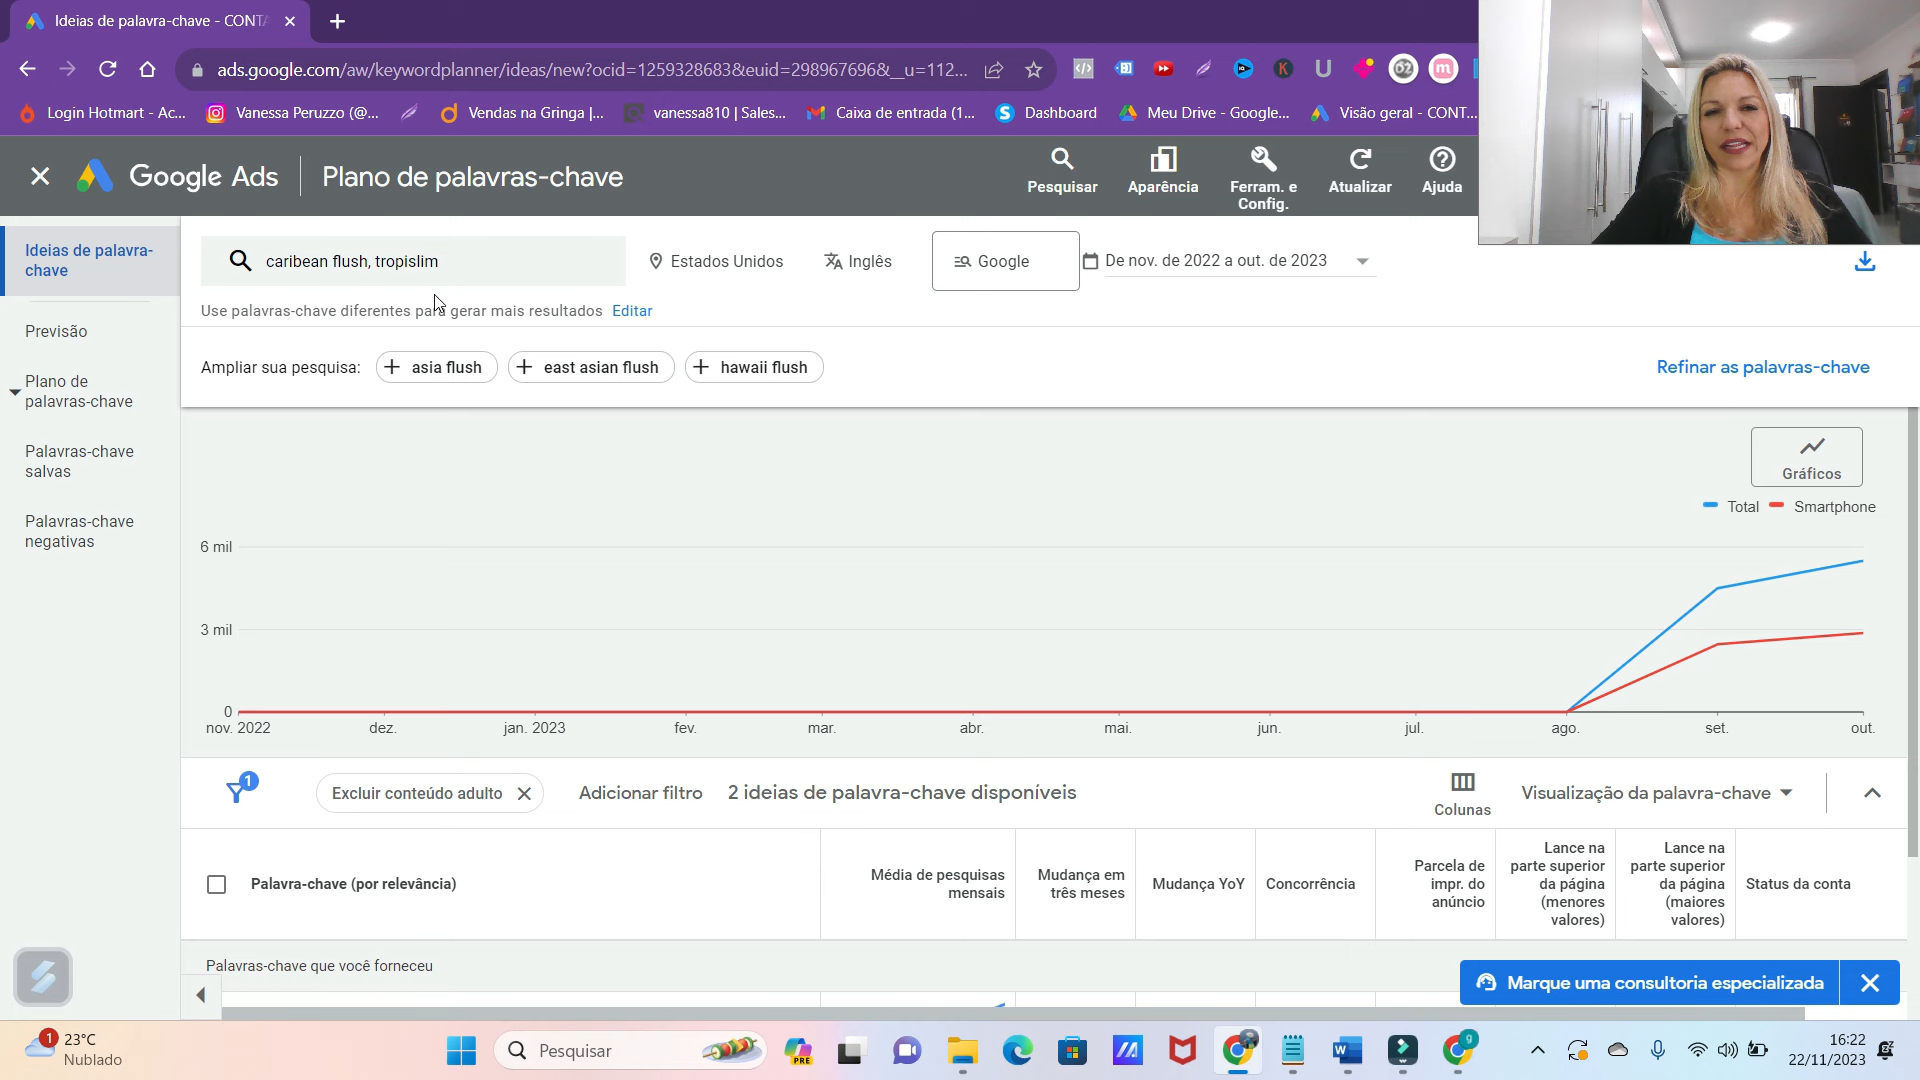 Ideias de palavra-chave - CONTA
ads.google.com/aw/keywordplanner/ideas/new?ocid=1259328683&euid=298967696&__u=112...
Login Hotmart - Ac...
Vanessa Peruzzo (@...
Vendas na Gringa |...
vanessa810 | Sales...
Caixa de entrada (1...
Dashboard
Meu Drive - Google...
Visão geral - CONT...
Google Ads
Plano de palavras-chave
Pesquisar
Aparência
Ferram. e
Config.
Atualizar
Ajuda
Ideias de palavra-
chave
Previsão
Plano de
palavras-chave
Palavras-chave
salvas
Palavras-chave
negativas
caribean flush, tropislim
Estados Unidos
Inglês
Google
De nov. de 2022 a out. de 2023
Use palavras-chave diferentes para gerar mais resultados Editar
Ampliar sua pesquisa:
asia flush
east asian flush
hawaii flush
Refinar as palavras-chave
Gráficos
Total
Smartphone
6 mil
3 mil
0
nov. 2022
dez.
jan. 2023
fev.
mar.
abr.
mai.
jun.
jul.
ago.
set.
out.
1
Excluir conteúdo adulto
Adicionar filtro
2 ideias de palavra-chave disponíveis
Colunas
Visualização da palavra-chave
Palavra-chave (por relevância)
Média de pesquisas
mensais
Mudança em
três meses
Mudança YoY
Concorrência
Parcela de
impr. do
anúncio
Lance na
parte superior
da página
(menores
valores)
Lance na
parte superior
da página
(maiores
valores)
Status da conta
Palavras-chave que você forneceu
Marque uma consultoria especializada
1
23°C
Nublado
Pesquisar
PRE
16:22
22/11/2023